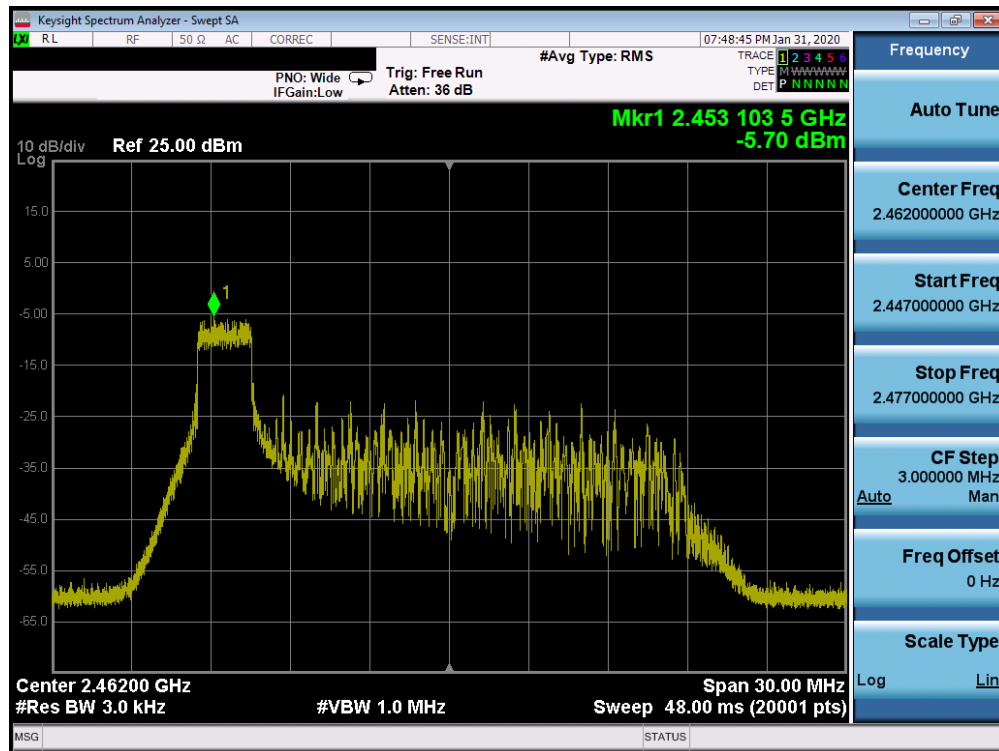 Keysight Spectrum Analyzer - Swept SA
LXI RL RF 50 Ω AC CORREC SENSE:INT 07:48:45 PM Jan 31, 2020
Frequency
#Avg Type: RMS
TRACE 1 2 3 4 5 6
TYPE M WWWWW
DET P N N N N N
PNO: Wide
IFGain:Low
Trig: Free Run
Atten: 36 dB
Auto Tune
Mkr1 2.453 103 5 GHz
-5.70 dBm
10 dB/div Ref 25.00 dBm
Log
15.0
5.00
-5.00
-15.0
-25.0
-35.0
-45.0
-55.0
-65.0
1
Center Freq
2.462000000 GHz
Start Freq
2.447000000 GHz
Stop Freq
2.477000000 GHz
CF Step
3.000000 MHz
Auto Man
Freq Offset
0 Hz
Scale Type
Log Lin
Center 2.46200 GHz Span 30.00 MHz
#Res BW 3.0 kHz #VBW 1.0 MHz Sweep 48.00 ms (20001 pts)
MSG STATUS